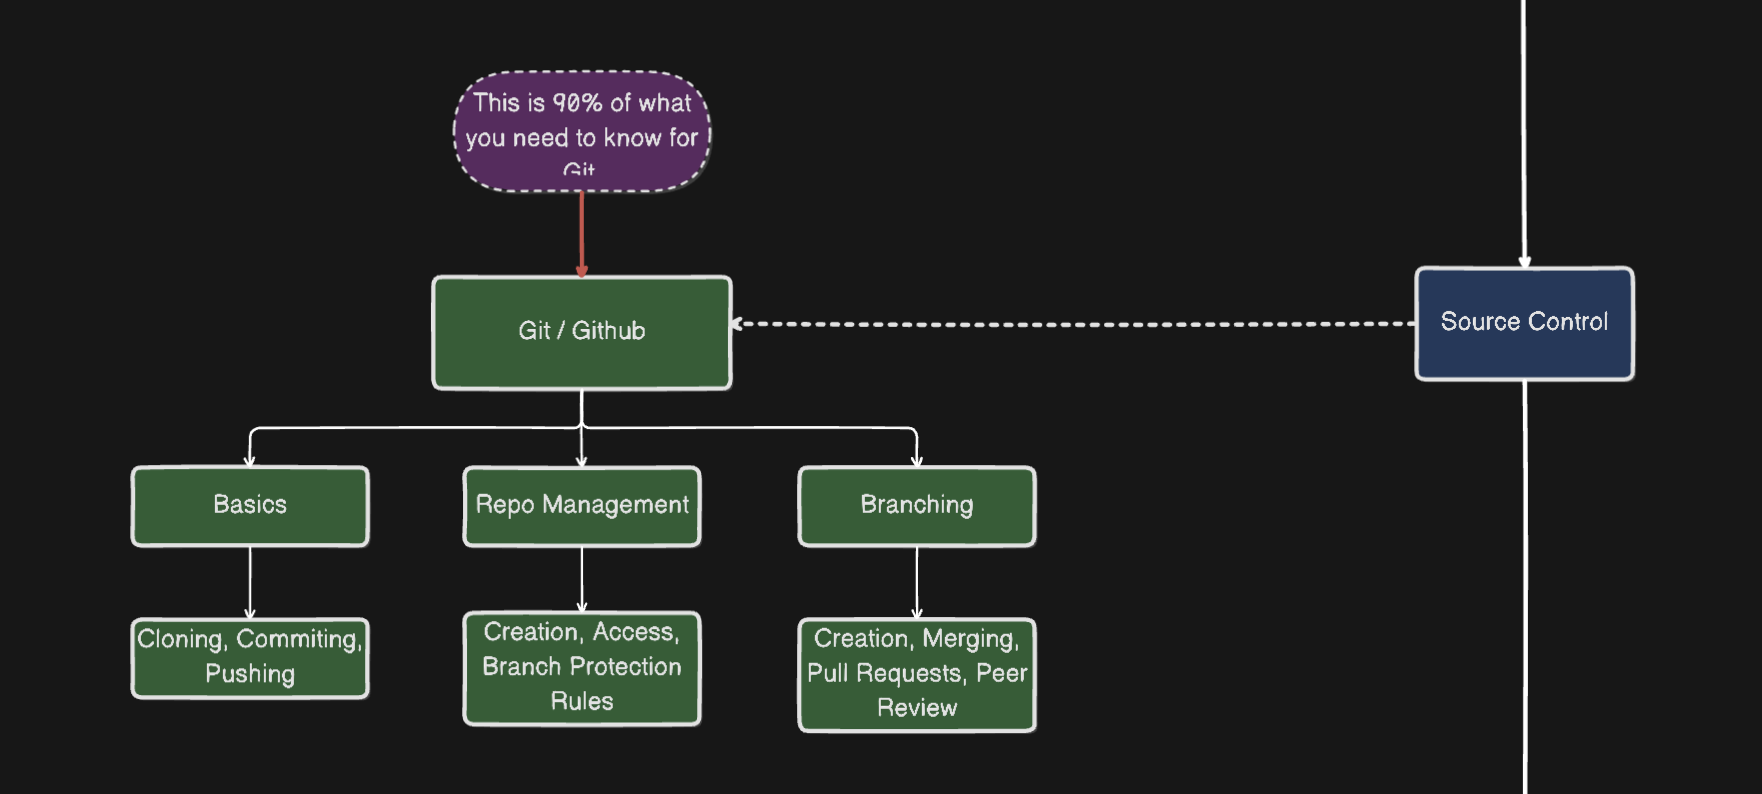 This is 90% of what
you need to know for
Git
Git / Github
Source Control
Basics
Repo Management
Branching
Cloning, Commiting,
Pushing
Creation, Access,
Branch Protection
Rules
Creation, Merging,
Pull Requests, Peer
Review